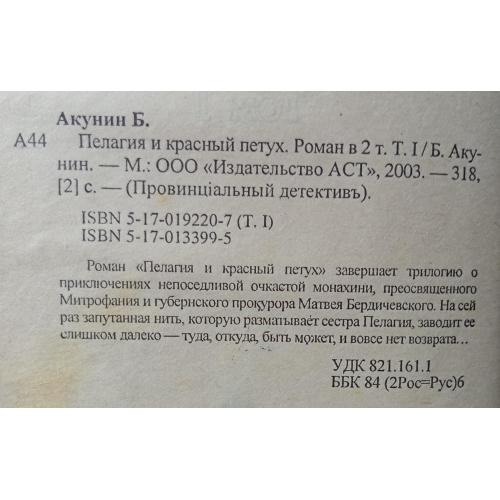 Акунин Б.
А44 Пелагия и красный петух. Роман в 2 т. Т. I / Б. Аку-
нин. — М.: ООО «Издательство АСТ», 2003. — 318,
[2] с. — (Провинцiальный детективъ).
ISBN 5-17-019220-7 (Т. I)
ISBN 5-17-013399-5
Роман «Пелагия и красный петух» завершает трилогию о
приключениях непоседливой очкастой монахини, преосвященного
Митрофания и губернского прокурора Матвея Бердичевского. На сей
раз запутанная нить, которую разматывает сестра Пелагия, заводит ее
слишком далеко — туда, откуда, быть может, и вовсе нет возврата...
УДК 821.161.1
ББК 84 (2Рос=Рус)6